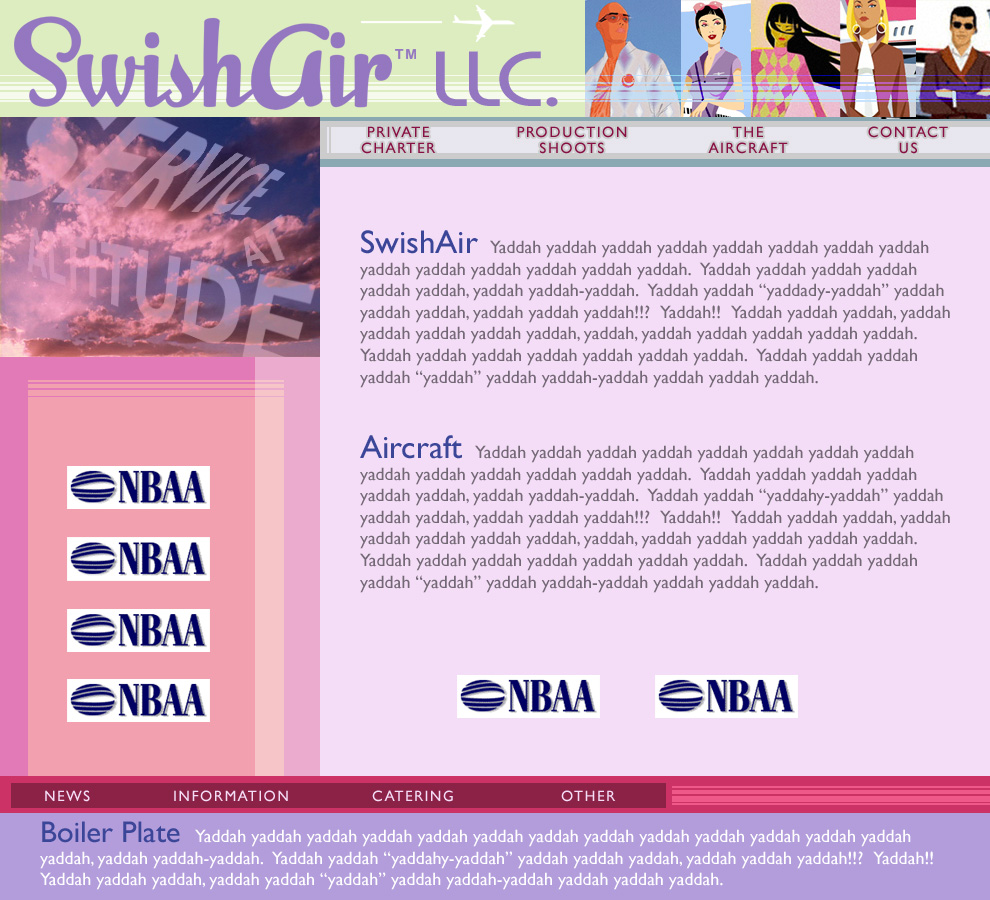 SwishAir™ LLC.
PRIVATE CHARTER
PRODUCTION SHOOTS
THE AIRCRAFT
CONTACT US
SERVICE
AT
ALTITUDE
SwishAir Yaddah yaddah yaddah yaddah yaddah yaddah yaddah yaddah
yaddah yaddah yaddah yaddah yaddah yaddah.  Yaddah yaddah yaddah yaddah
yaddah yaddah, yaddah yaddah-yaddah.  Yaddah yaddah “yaddady-yaddah” yaddah
yaddah yaddah, yaddah yaddah yaddah!!?  Yaddah!!  Yaddah yaddah yaddah, yaddah
yaddah yaddah yaddah yaddah, yaddah, yaddah yaddah yaddah yaddah yaddah.
Yaddah yaddah yaddah yaddah yaddah yaddah yaddah.  Yaddah yaddah yaddah
yaddah “yaddah” yaddah yaddah-yaddah yaddah yaddah yaddah.
Aircraft Yaddah yaddah yaddah yaddah yaddah yaddah yaddah yaddah
yaddah yaddah yaddah yaddah yaddah yaddah.  Yaddah yaddah yaddah yaddah
yaddah yaddah, yaddah yaddah-yaddah.  Yaddah yaddah “yaddahy-yaddah” yaddah
yaddah yaddah, yaddah yaddah yaddah!!?  Yaddah!!  Yaddah yaddah yaddah, yaddah
yaddah yaddah yaddah yaddah, yaddah, yaddah yaddah yaddah yaddah yaddah.
Yaddah yaddah yaddah yaddah yaddah yaddah yaddah.  Yaddah yaddah yaddah
yaddah “yaddah” yaddah yaddah-yaddah yaddah yaddah yaddah.
NBAA
NBAA
NBAA
NBAA
NBAA NBAA
NEWS INFORMATION CATERING OTHER
Boiler Plate Yaddah yaddah yaddah yaddah yaddah yaddah yaddah yaddah yaddah yaddah yaddah yaddah yaddah
yaddah, yaddah yaddah-yaddah.  Yaddah yaddah “yaddahy-yaddah” yaddah yaddah yaddah, yaddah yaddah yaddah!!?  Yaddah!!
Yaddah yaddah yaddah, yaddah yaddah “yaddah” yaddah yaddah-yaddah yaddah yaddah yaddah.